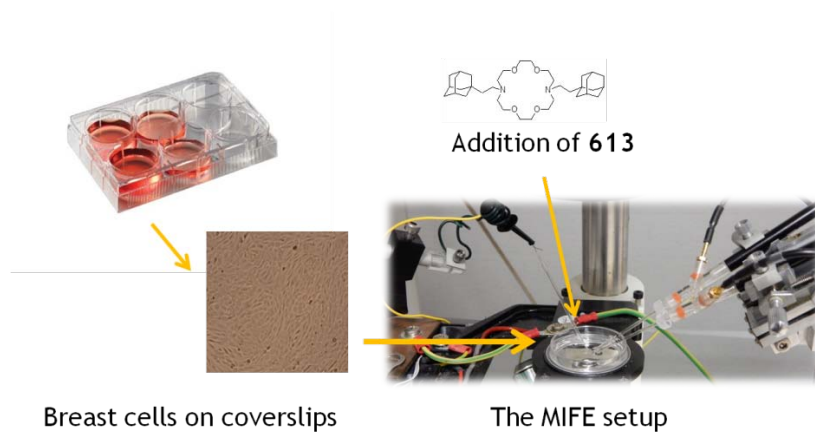 O O
N N
O O
Addition of 613
Breast cells on coverslips
The MIFE setup